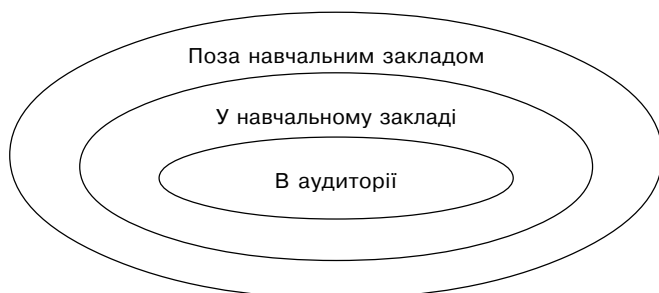 Поза навчальним закладом
У навчальному закладі
В аудиторії